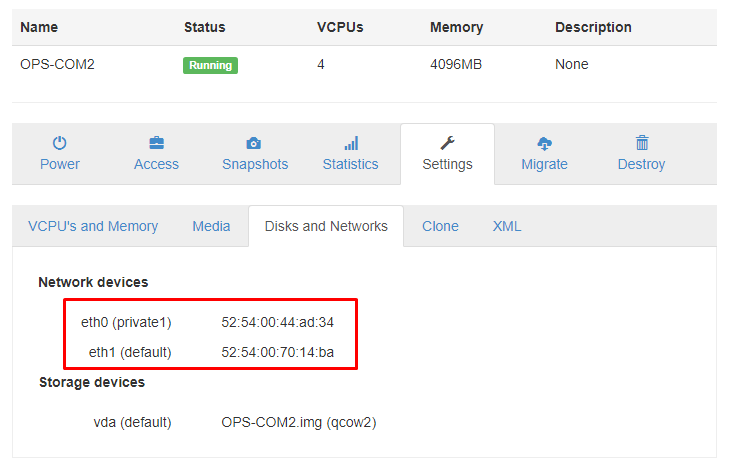 Name Status VCPUs Memory Description
OPS-COM2 Running 4 4096MB None
Power Access Snapshots Statistics Settings Migrate Destroy
VCPU's and Memory Media Disks and Networks Clone XML
Network devices
eth0 (private1) 52:54:00:44:ad:34
eth1 (default) 52:54:00:70:14:ba
Storage devices
vda (default) OPS-COM2.img (qcow2)